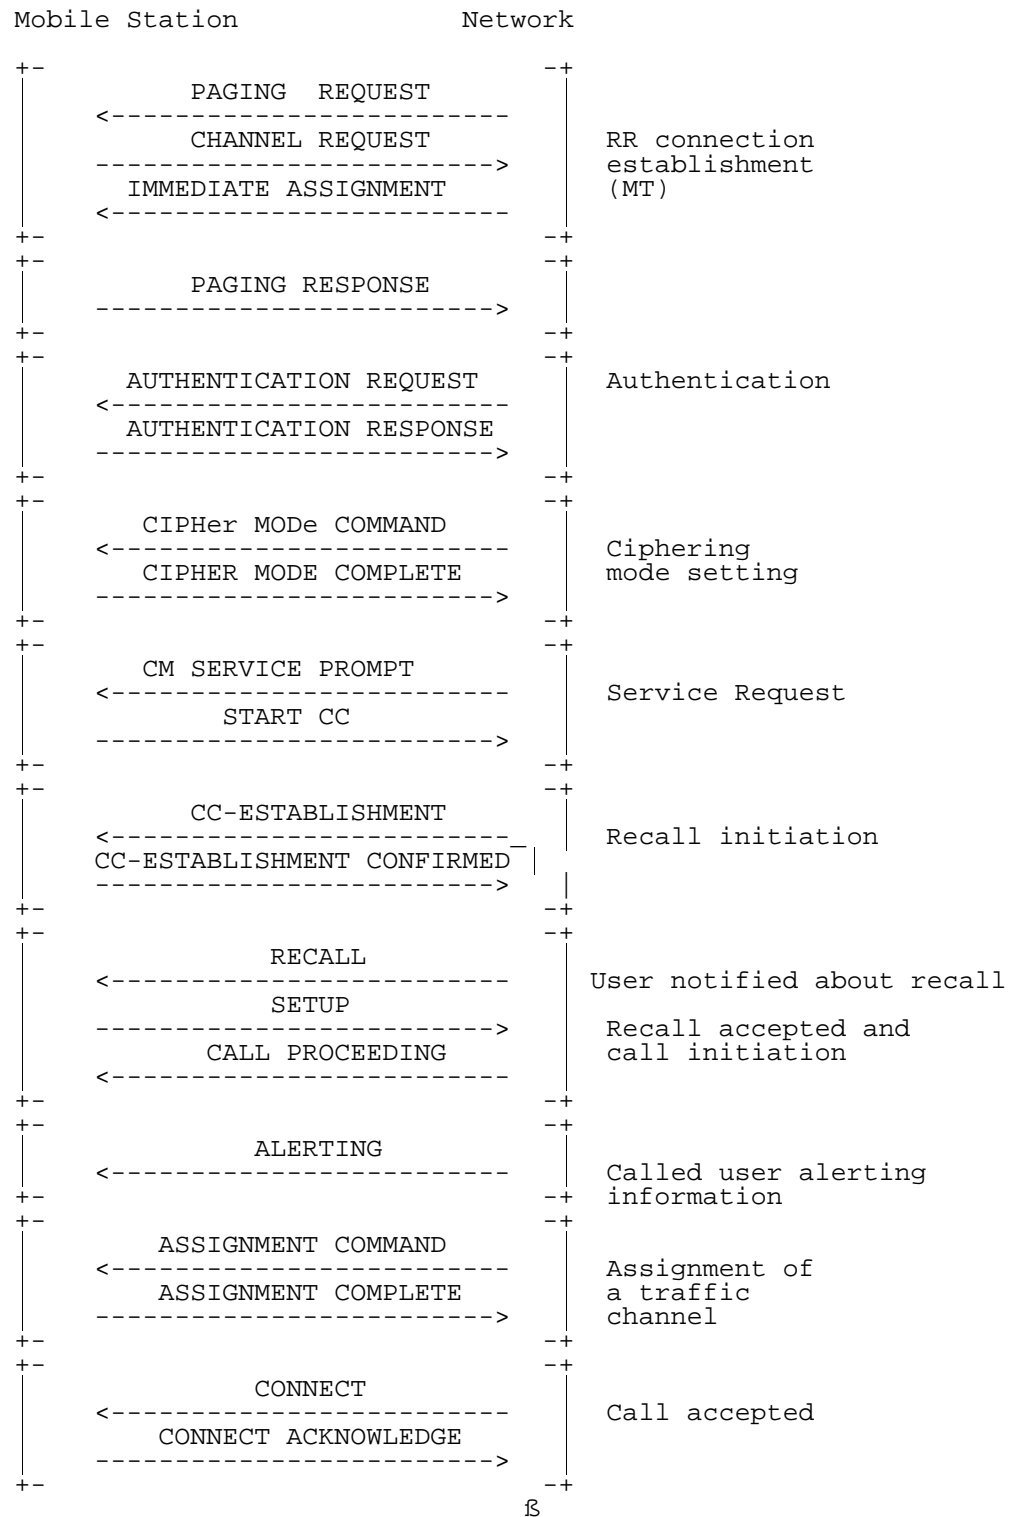 Mobile Station Network
+- -+
PAGING REQUEST
<-------------------------
CHANNEL REQUEST RR connection
-------------------------> establishment
IMMEDIATE ASSIGNMENT (MT)
<-------------------------
+- -+
+- -+
PAGING RESPONSE
------------------------->
+- -+
+- -+
AUTHENTICATION REQUEST Authentication
<-------------------------
AUTHENTICATION RESPONSE
------------------------->
+- -+
+- -+
CIPHer MODe COMMAND
<------------------------- Ciphering
CIPHER MODE COMPLETE mode setting
------------------------->
+- -+
+- -+
CM SERVICE PROMPT
<------------------------- Service Request
START CC
------------------------->
+- -+
+- -+
CC-ESTABLISHMENT
<------------------------- Recall initiation
CC-ESTABLISHMENT CONFIRMED
------------------------->
+- -+
+- -+
RECALL
<------------------------- User notified about recall
SETUP
-------------------------> Recall accepted and
CALL PROCEEDING call initiation
<-------------------------
+- -+
+- -+
ALERTING
<------------------------- Called user alerting
+- -+ information
+- -+
ASSIGNMENT COMMAND
<------------------------- Assignment of
ASSIGNMENT COMPLETE a traffic
-------------------------> channel
+- -+
+- -+
CONNECT
<------------------------- Call accepted
CONNECT ACKNOWLEDGE
------------------------->
+- -+
ß